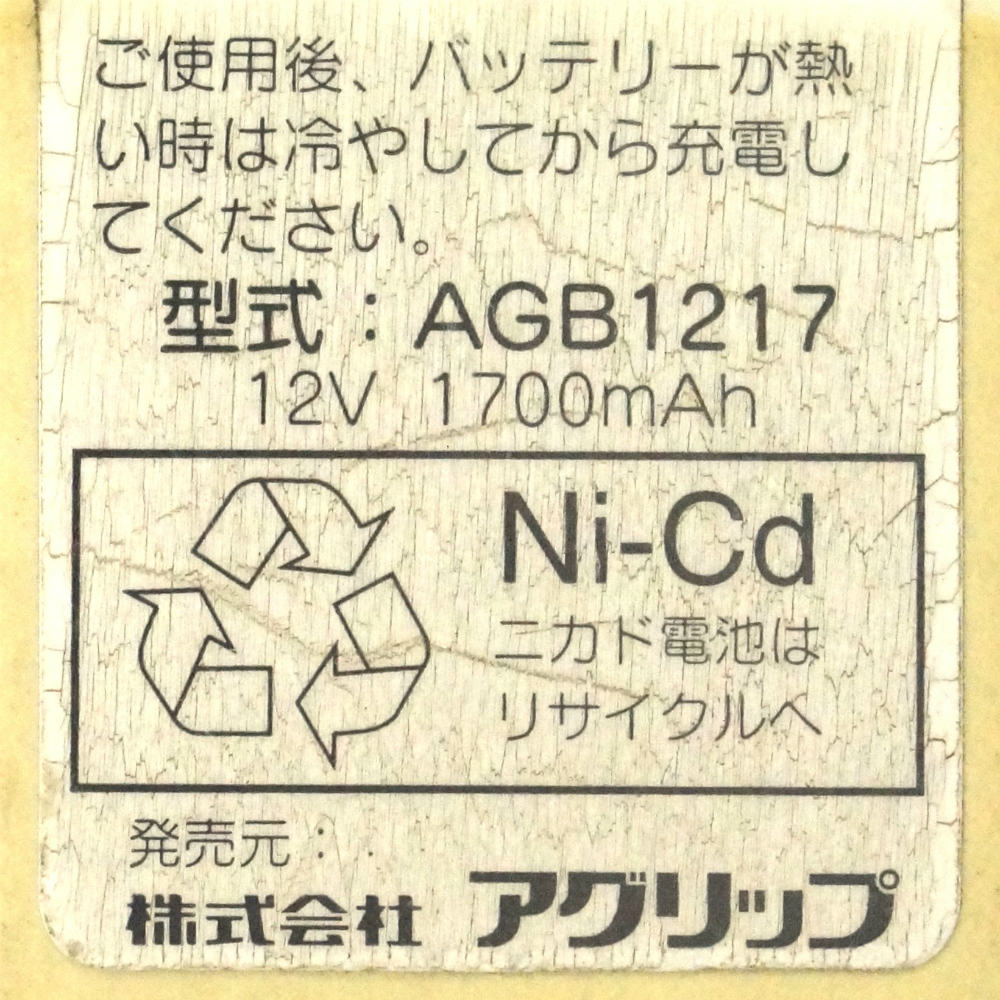 ご使用後、バッテリーが熱
い時は冷やしてから充電し
てください。
型式：AGB1217
12V 1700mAh
Ni-Cd
ニカド電池は
リサイクルへ
発売元：
株式会社 アグリップ